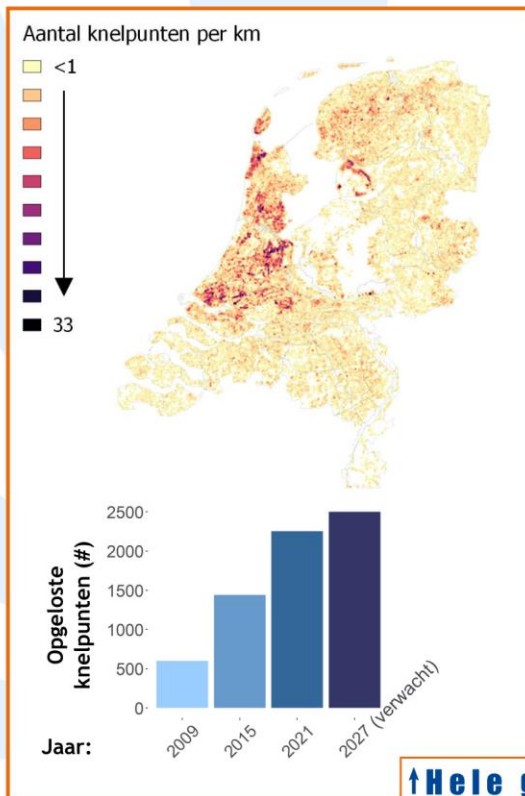 Aantal knelpunten per km
<1
33
2500
2000
1500
1000
500
0
Opgeloste
knelpunten (#)
2009
2015
2021
2027 (verwacht)
Jaar:
Hele g